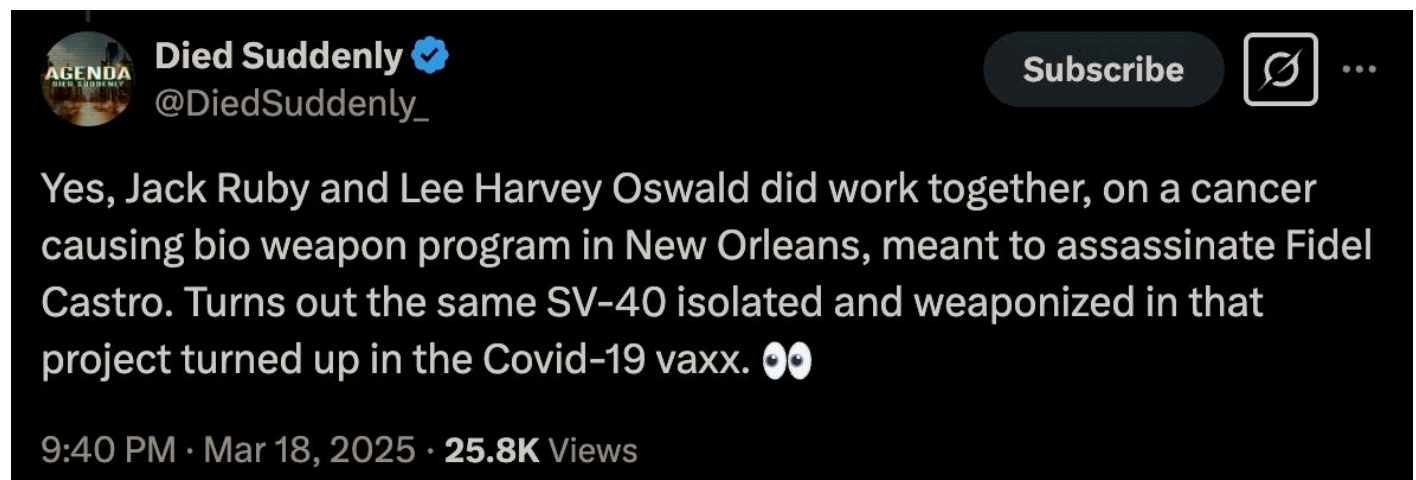 AGENDA
DIED SUDDENLY
Died Suddenly
@DiedSuddenly_
Subscribe
Yes, Jack Ruby and Lee Harvey Oswald did work together, on a cancer
causing bio weapon program in New Orleans, meant to assassinate Fidel
Castro. Turns out the same SV-40 isolated and weaponized in that
project turned up in the Covid-19 vaxx. 👀
9:40 PM · Mar 18, 2025 · 25.8K Views